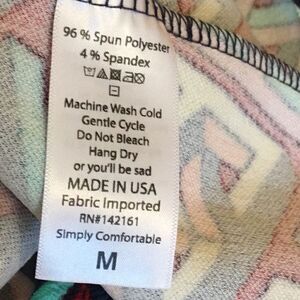 96 % Spun Polyester
4 % Spandex
Machine Wash Cold
Gentle Cycle
Do Not Bleach
Hang Dry
or you'll be sad
MADE IN USA
Fabric Imported
RN#142161
Simply Comfortable
M